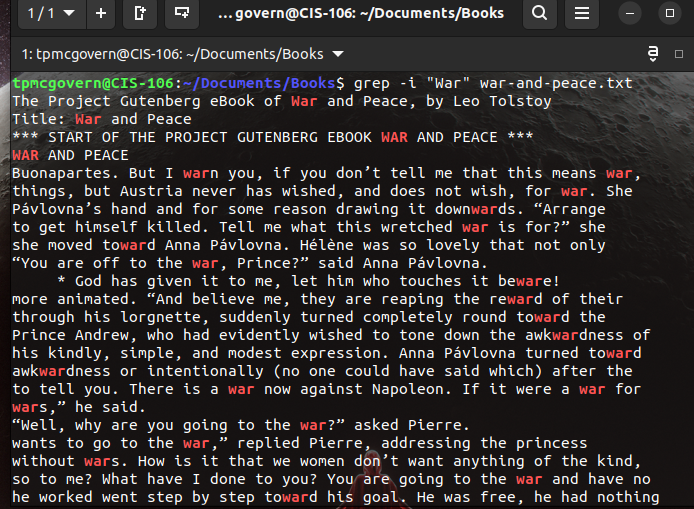 1 / 1
...govern@CIS-106: ~/Documents/Books
1: tpmcgovern@CIS-106: ~/Documents/Books
tpmcgovern@CIS-106:~/Documents/Books$ grep -i "War" war-and-peace.txt
The Project Gutenberg eBook of War and Peace, by Leo Tolstoy
Title: War and Peace
*** START OF THE PROJECT GUTENBERG EBOOK WAR AND PEACE ***
WAR AND PEACE
Buonapartes. But I warn you, if you don’t tell me that this means war,
things, but Austria never has wished, and does not wish, for war. She
Pávlovna’s hand and for some reason drawing it downwards. “Arrange
to get himself killed. Tell me what this wretched war is for?” she
she moved toward Anna Pávlovna. Hélène was so lovely that not only
“You are off to the war, Prince?” said Anna Pávlovna.
* God has given it to me, let him who touches it beware!
more animated. “And believe me, they are reaping the reward of their
through his lorgnette, suddenly turned completely round toward the
Prince Andrew, who had evidently wished to tone down the awkwardness of
his kindly, simple, and modest expression. Anna Pávlovna turned toward
awkwardness or intentionally (no one could have said which) after the
to tell you. There is a war now against Napoleon. If it were a war for
wars,” he said.
“Well, why are you going to the war?” asked Pierre.
wants to go to the war,” replied Pierre, addressing the princess
without wars. How is it that we women don’t want anything of the kind,
so to me? What have I done to you? You are going to the war and have no
he worked went step by step toward his goal. He was free, he had nothing